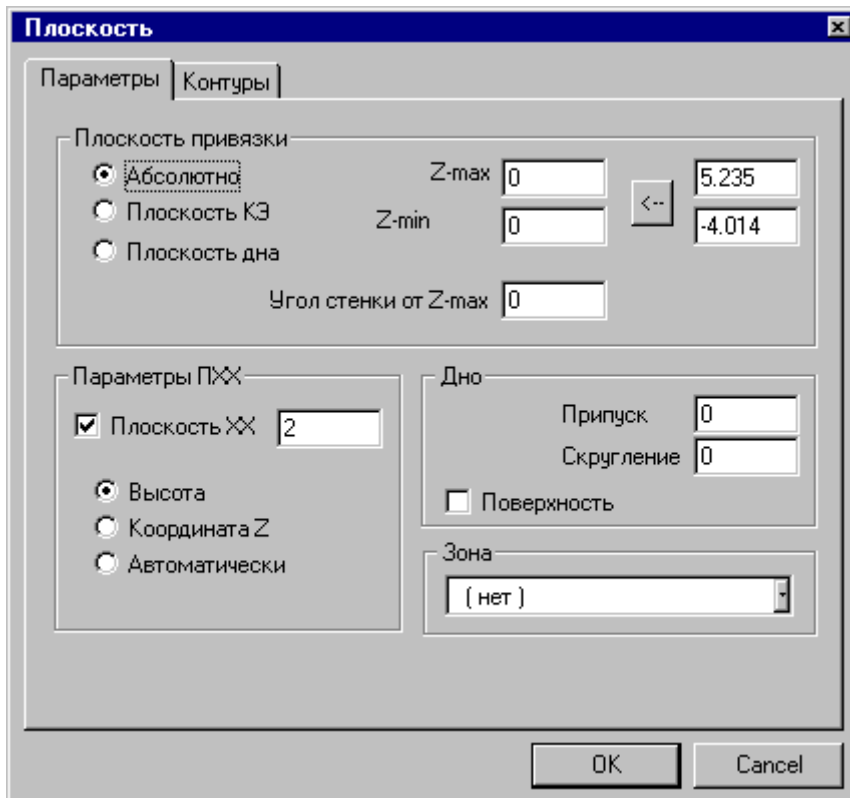 Плоскость
Параметры Контуры
Плоскость привязки
Абсолютно Z-max 0 <-- 5.235
Плоскость КЭ Z-min 0 -4.014
Плоскость дна
Угол стенки от Z-max 0
Параметры ПХХ
Плоскость ХХ 2
Высота
Координата Z
Автоматически
Дно
Припуск 0
Скругление 0
Поверхность
Зона
( нет )
OK Cancel